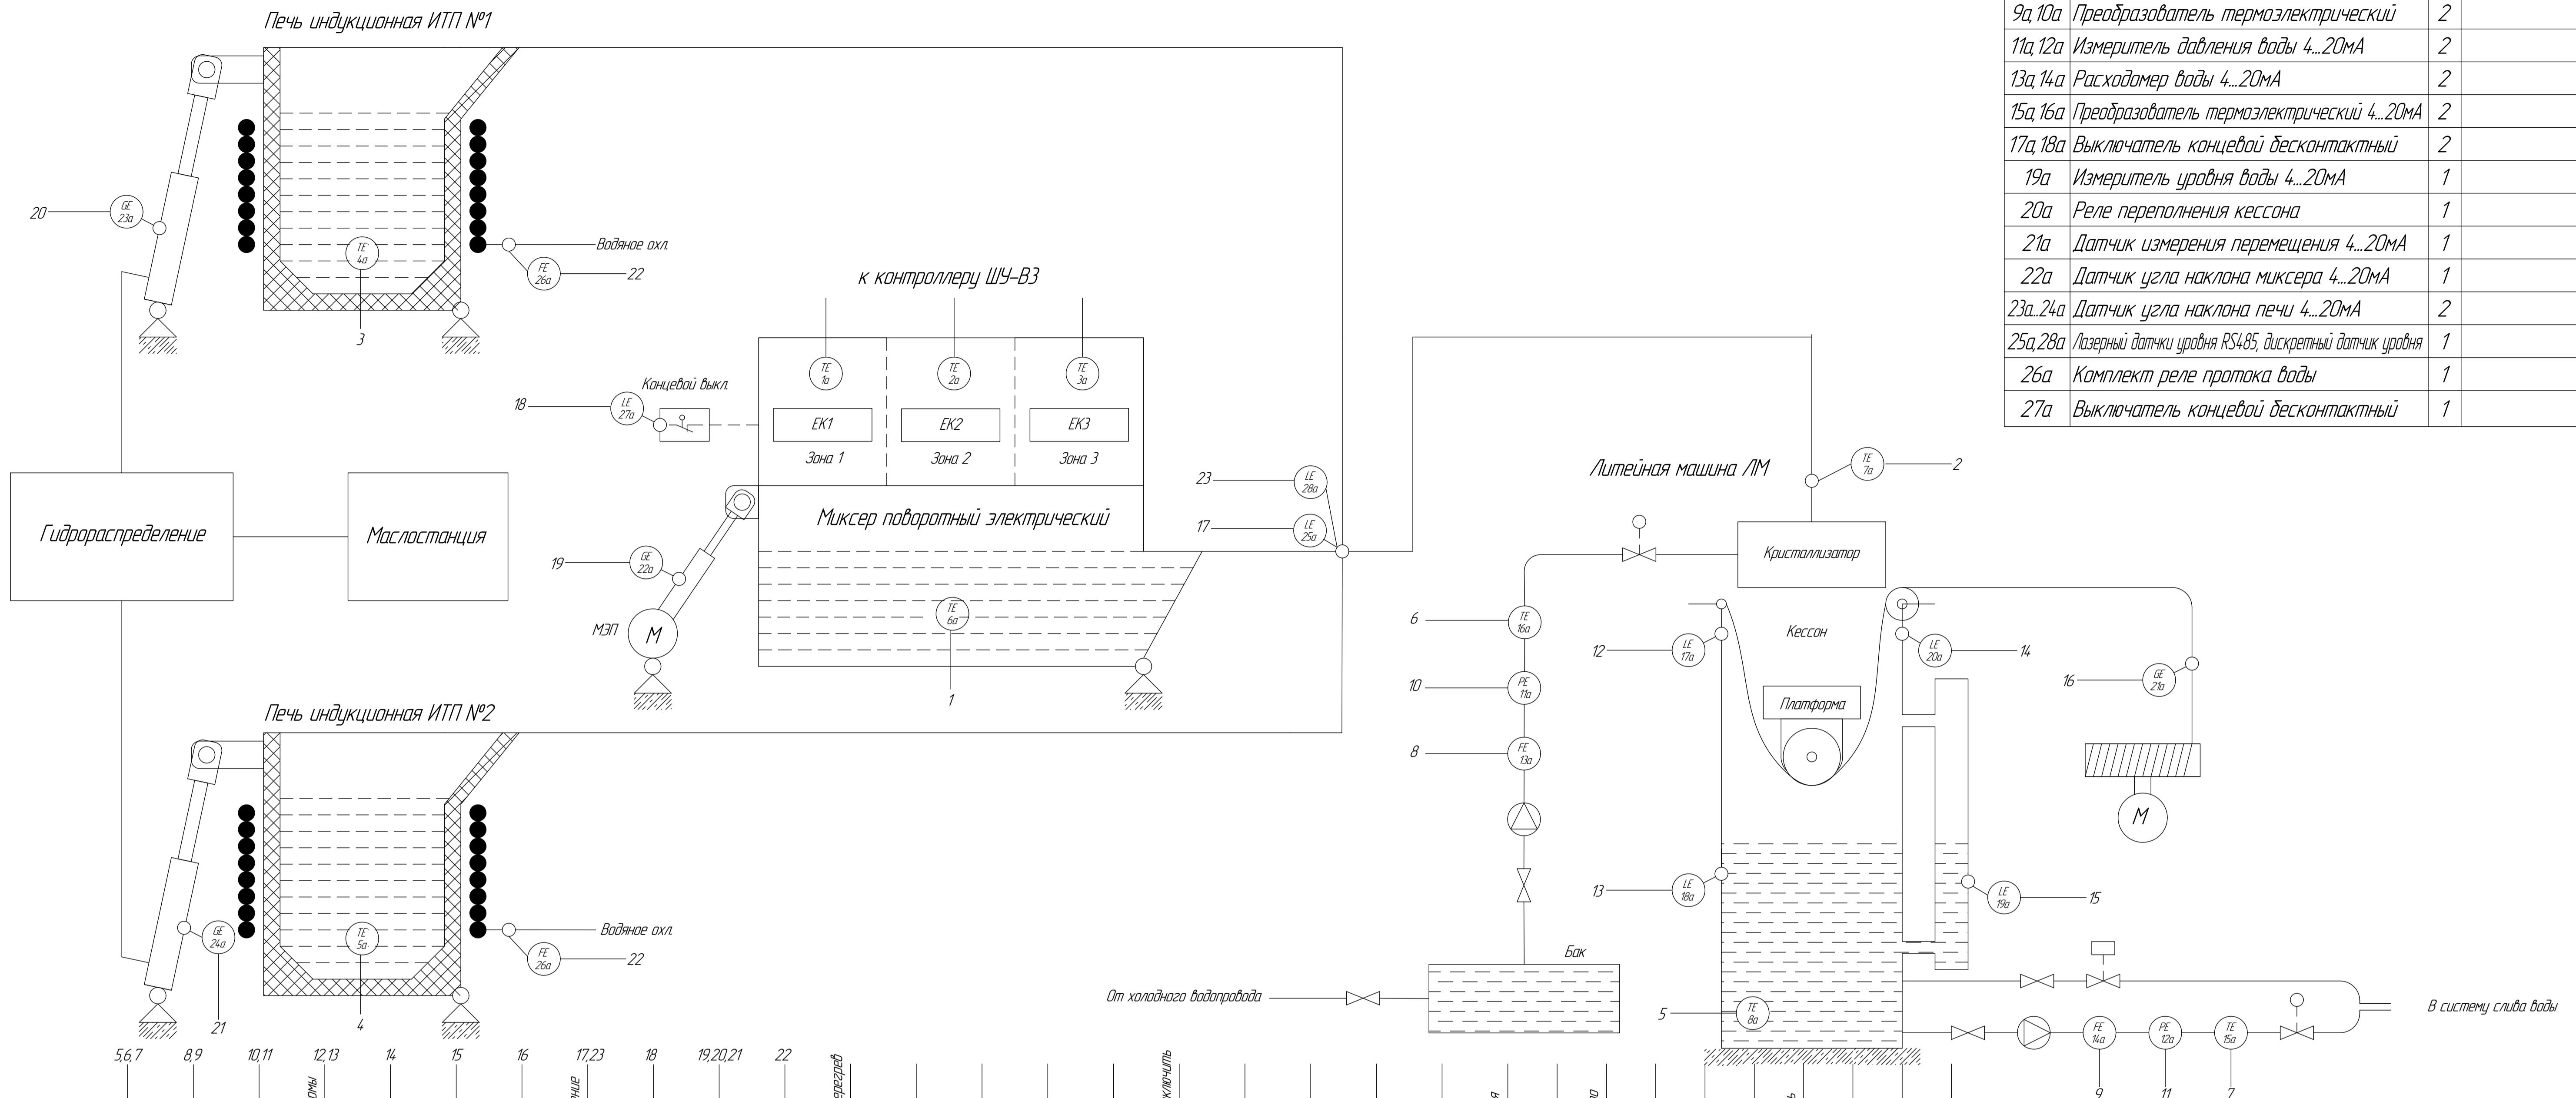 Печь индукционная ИТП №1
GE
23а
20
TE
4а
3
Водяное охл.
FE
26а
22
к контроллеру ШУ-ВЗ
TE
1а
TE
2а
TE
3а
EK1
EK2
EK3
Зона 1
Зона 2
Зона 3
Концевой выкл.
18
LE
27а
Гидрораспределение
Маслостанция
Миксер поворотный электрический
19
GE
22а
МЭП
М
TE
6а
1
23
LE
28а
17
LE
25а
Печь индукционная ИТП №2
GE
24а
21
TE
5а
4
Водяное охл.
FE
26а
22
Литейная машина ЛМ
TE
7а
2
Кристаллизатор
6
TE
16а
10
PE
11а
8
FE
13а
Бак
От холодного водопровода
Кессон
12
LE
17а
LE
20а
14
Платформа
16
GE
21а
М
13
LE
18а
LE
19а
15
5
TE
8а
В систему слива воды
FE
14а
PE
12а
TE
15а
9
11
7
9а,10а Преобразователь термоэлектрический 2
11а,12а Измеритель давления воды 4...20мА 2
13а,14а Расходомер воды 4...20мА 2
15а,16а Преобразователь термоэлектрический 4...20мА 2
17а,18а Выключатель концевой бесконтактный 2
19а Измеритель уровня воды 4...20мА 1
20а Реле переполнения кессона 1
21а Датчик измерения перемещения 4...20мА 1
22а Датчик угла наклона миксера 4...20мА 1
23а...24а Датчик угла наклона печи 4...20мА 2
25а,28а Лазерный датчки уровня RS485, дискретный датчик уровня 1
26а Комплект реле протока воды 1
27а Выключатель концевой бесконтактный 1
5,6,7
8,9
10,11
12,13
14
15
16
17,23
18
19,20,21
22